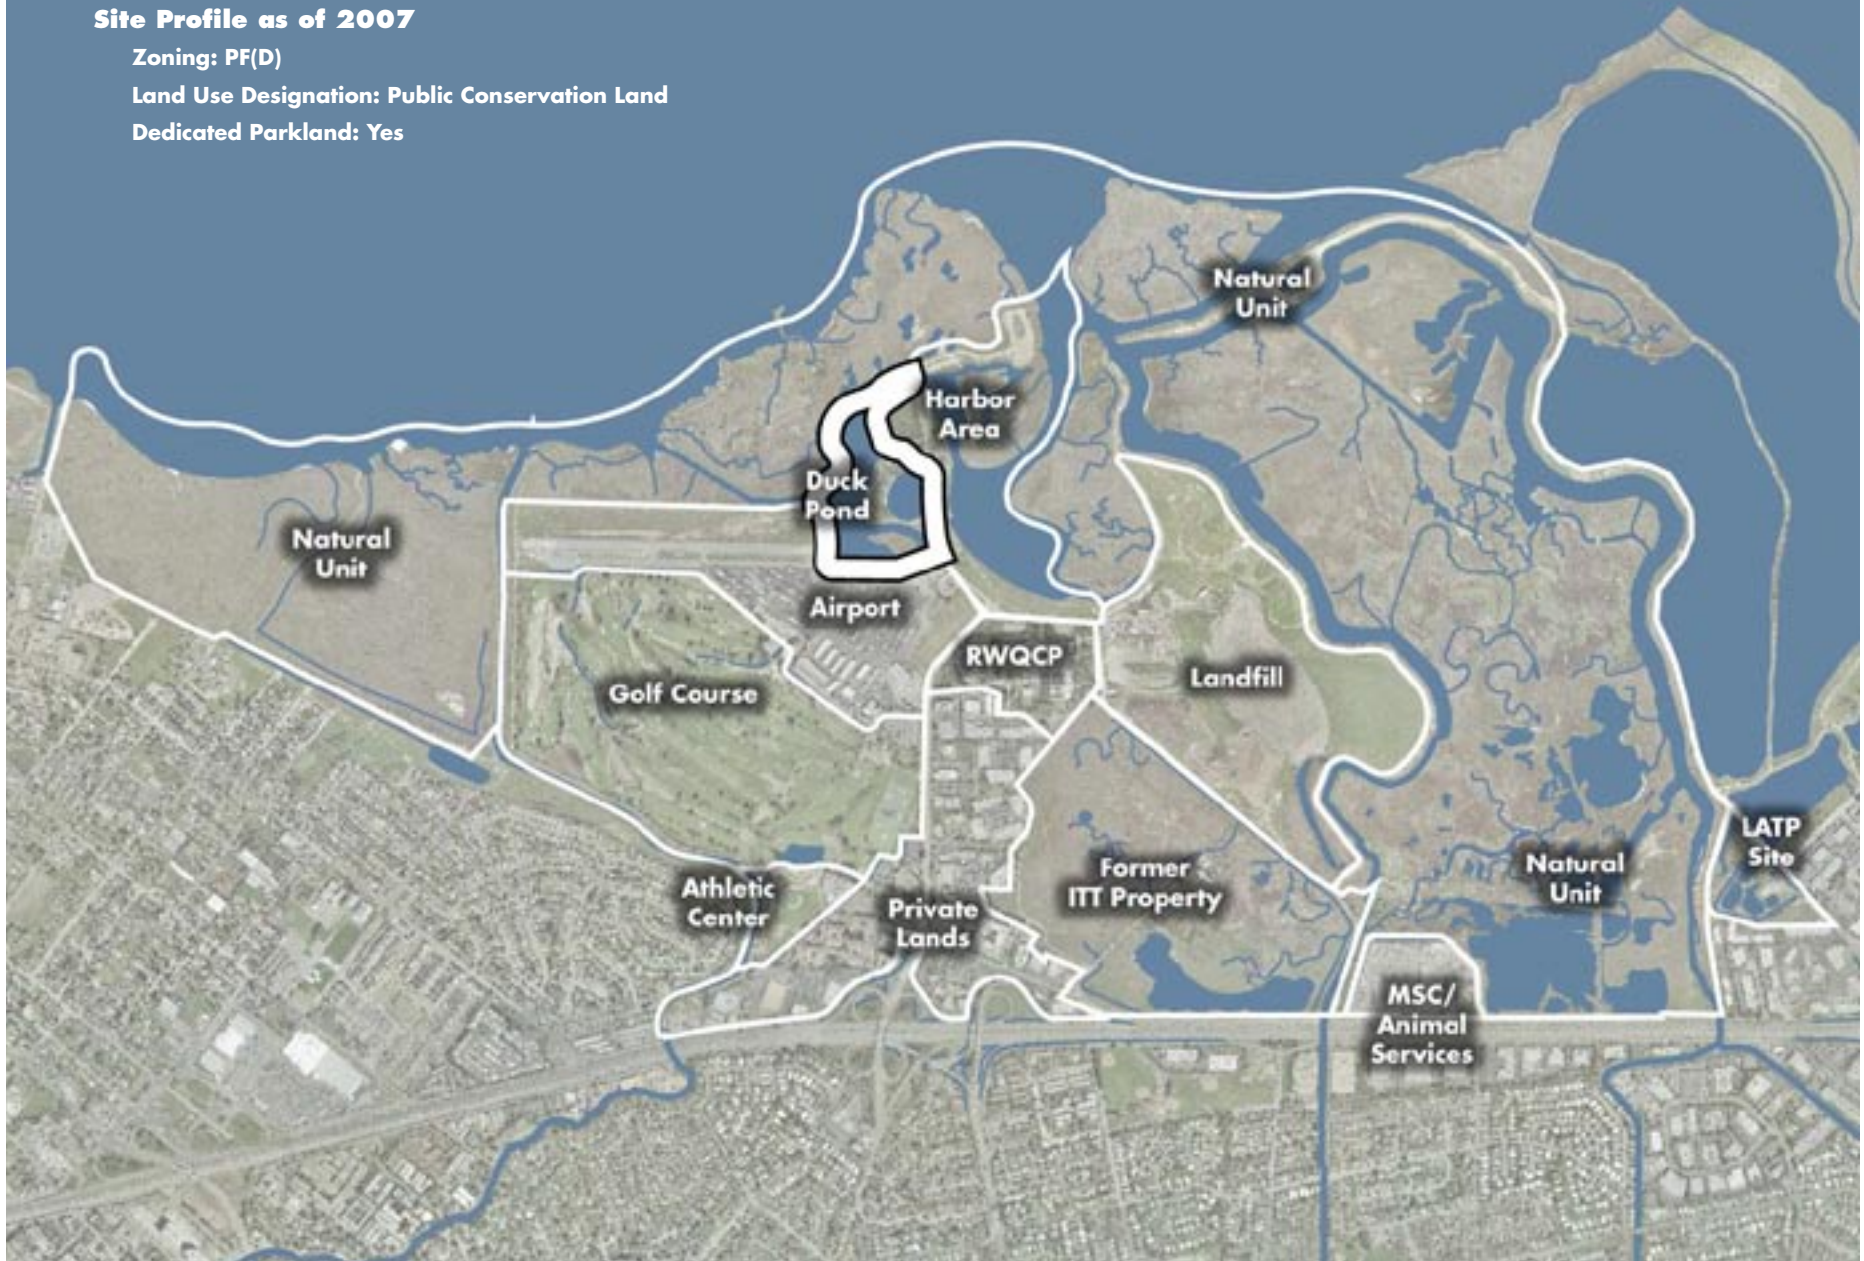 Site Profile as of 2007
Zoning: PF(D)
Land Use Designation: Public Conservation Land
Dedicated Parkland: Yes
Natural
Unit
Harbor
Area
Duck
Pond
Natural
Unit
Airport
RWQCP
Landfill
Golf Course
LATP
Site
Former
ITT Property
Natural
Unit
Athletic
Center
Private
Lands
MSC/
Animal
Services